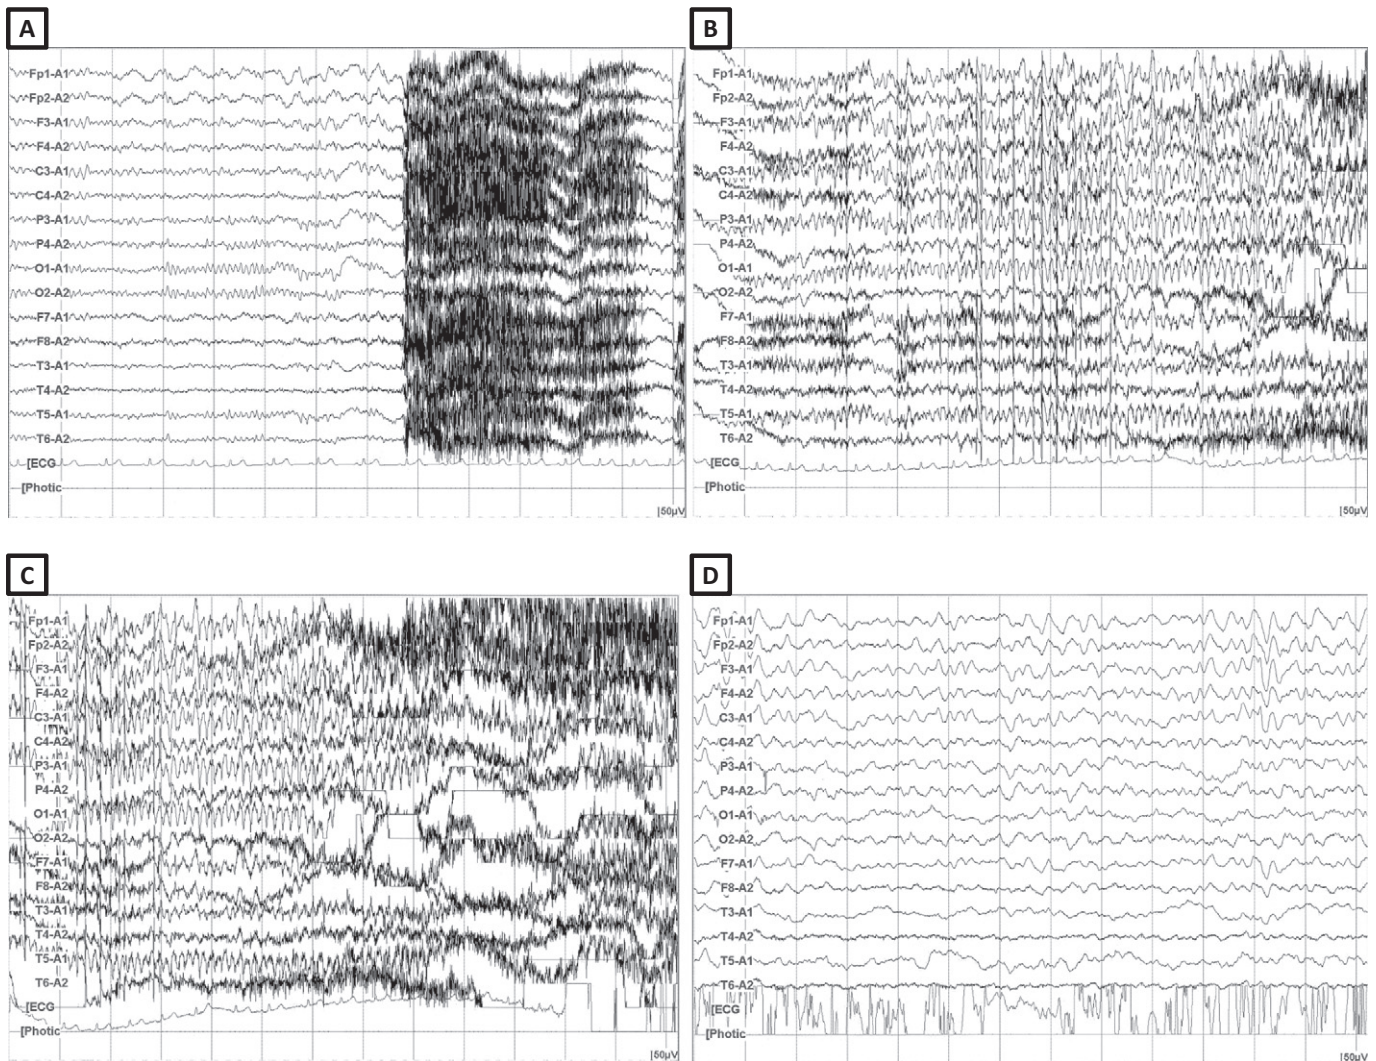 A
Fp1-A1
Fp2-A2
F3-A1
F4-A2
C3-A1
C4-A2
P3-A1
P4-A2
O1-A1
O2-A2
F7-A1
F8-A2
T3-A1
T4-A2
T5-A1
T6-A2
[ECG
[Photic
|50µV
B
Fp1-A1
Fp2-A2
F3-A1
F4-A2
C3-A1
C4-A2
P3-A1
P4-A2
O1-A1
O2-A2
F7-A1
F8-A2
T3-A1
T4-A2
T5-A1
T6-A2
[ECG
[Photic
|50µV
C
Fp1-A1
Fp2-A2
F3-A1
F4-A2
C3-A1
C4-A2
P3-A1
P4-A2
O1-A1
O2-A2
F7-A1
F8-A2
T3-A1
T4-A2
T5-A1
T6-A2
[ECG
[Photic
|50µV
D
Fp1-A1
Fp2-A2
F3-A1
F4-A2
C3-A1
C4-A2
P3-A1
P4-A2
O1-A1
O2-A2
F7-A1
F8-A2
T3-A1
T4-A2
T5-A1
T6-A2
[ECG
[Photic
|50µV